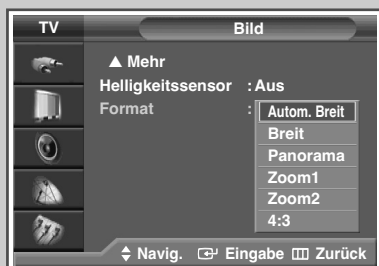 TV Bild
▲ Mehr
Helligkeitssensor : Aus
Format : Autom. Breit
Breit
Panorama
Zoom1
Zoom2
4:3
Navig. Eingabe Zurück